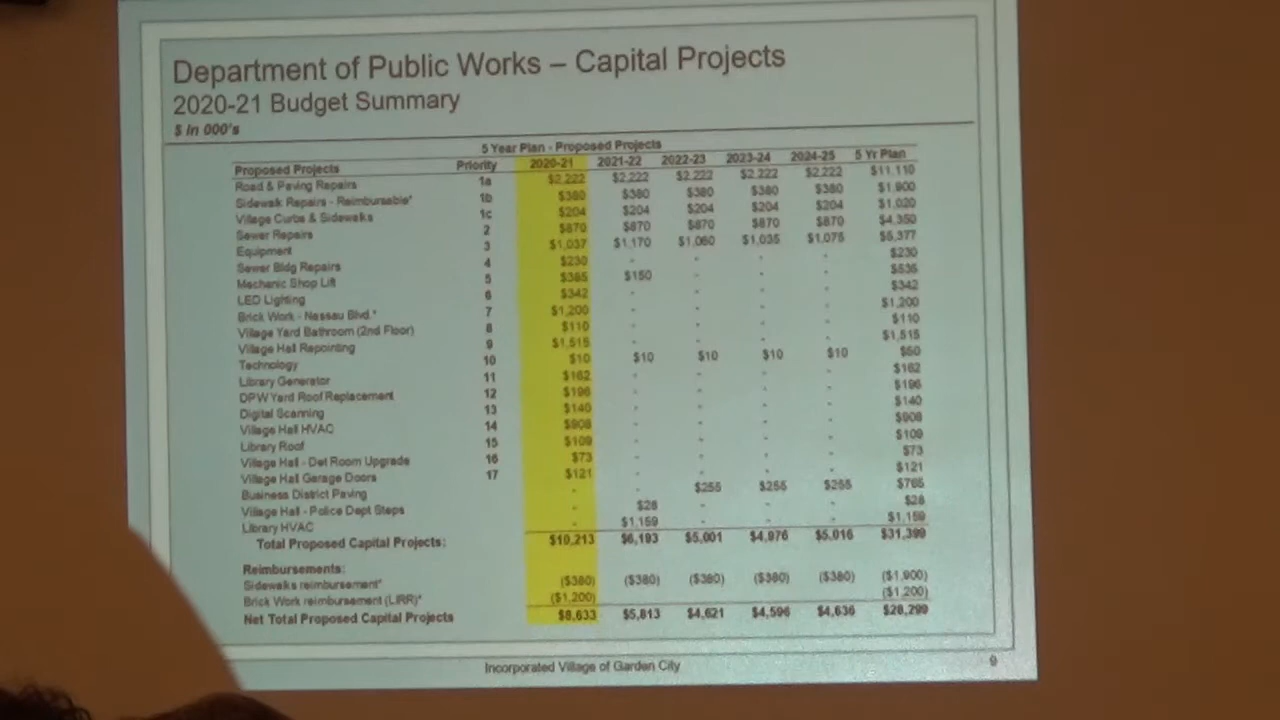 Department of Public Works – Capital Projects
2020-21 Budget Summary
$ In 000's
5 Year Plan - Proposed Projects
Proposed Projects Priority 2020-21 2021-22 2022-23 2023-24 2024-25 5 Yr Plan
Road & Paving Repairs 1a $2,222 $2,222 $2,222 $2,222 $2,222 $11,110
Sidewalk Repairs - Reimbursable* 1b $380 $380 $380 $380 $380 $1,900
Village Curbs & Sidewalks 1c $204 $204 $204 $204 $204 $1,020
Sewer Repairs 2 $870 $870 $870 $870 $870 $4,350
Equipment 3 $1,037 $1,170 $1,060 $1,035 $1,075 $5,377
Sewer Bldg Repairs 4 $230 - - - - $230
Mechanic Shop Lift 5 $385 $150 - - - $535
LED Lighting 6 $342 - - - - $342
Brick Work - Nassau Blvd.* 7 $1,200 - - - - $1,200
Village Yard Bathroom (2nd Floor) 8 $110 - - - - $110
Village Hall Repointing 9 $1,515 - - - - $1,515
Technology 10 $10 $10 $10 $10 $10 $50
Library Generator 11 $162 - - - - $162
DPW Yard Roof Replacement 12 $196 - - - - $196
Digital Scanning 13 $140 - - - - $140
Village Hall HVAC 14 $908 - - - - $908
Library Roof 15 $109 - - - - $109
Village Hall - Det Room Upgrade 16 $73 - - - - $73
Village Hall Garage Doors 17 $121 - - - - $121
Business District Paving - - $255 $255 $255 $765
Village Hall - Police Dept Steps - $28 - - - $28
Library HVAC - $1,159 - - - $1,159
Total Proposed Capital Projects: $10,213 $6,193 $5,001 $4,976 $5,016 $31,399
Reimbursements:
Sidewalks reimbursement* ($380) ($380) ($380) ($380) ($380) ($1,900)
Brick Work reimbursement (LIRR)* ($1,200) ($1,200)
Net Total Proposed Capital Projects $8,633 $5,813 $4,621 $4,596 $4,636 $28,299
Incorporated Village of Garden City
9